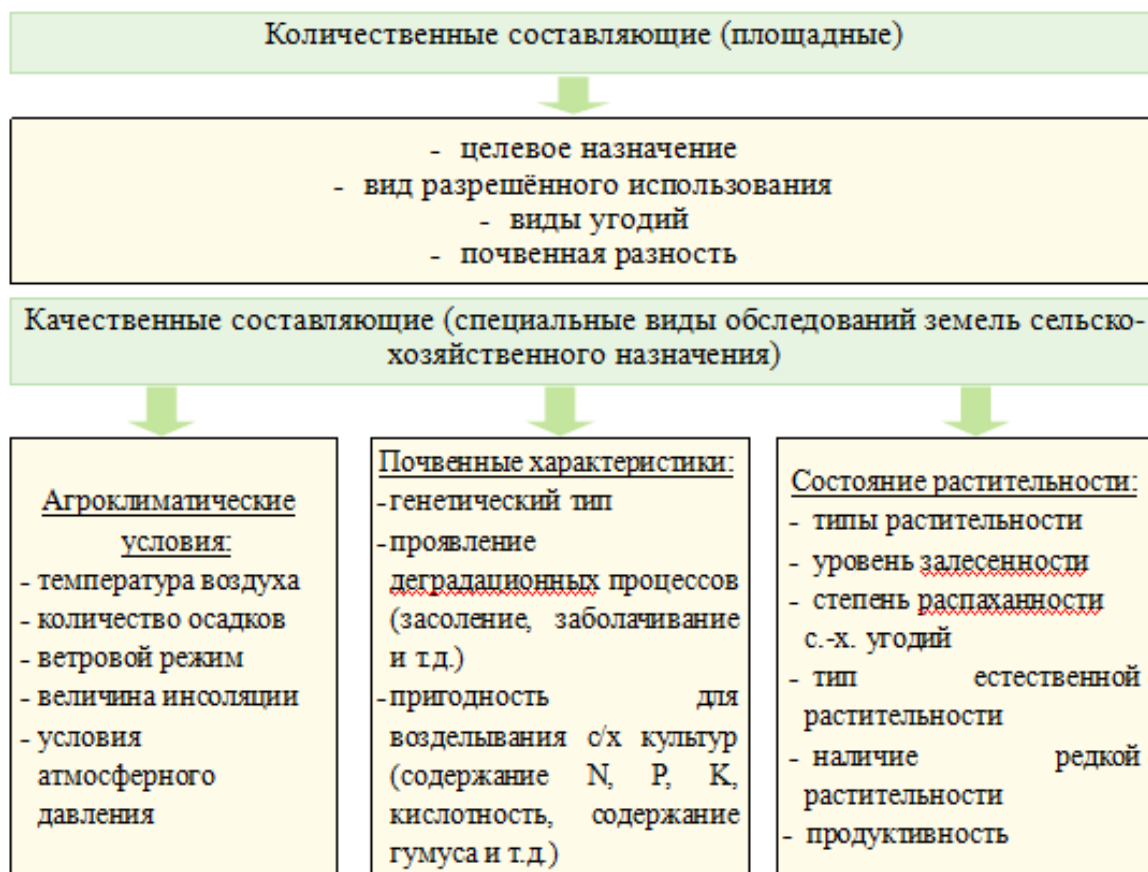 Количественные составляющие (площадные)
- целевое назначение
- вид разрешённого использования
- виды угодий
- почвенная разность
Качественные составляющие (специальные виды обследований земель сельско-
хозяйственного назначения)
Агроклиматические
условия:
- температура воздуха
- количество осадков
- ветровой режим
- величина инсоляции
- условия
атмосферного
давления
Почвенные характеристики:
- генетический тип
- проявление
деградационных процессов
(засоление, заболачивание
и т.д.)
- пригодность для
возделывания с/х культур
(содержание N, P, K,
кислотность, содержание
гумуса и т.д.)
Состояние растительности:
- типы растительности
- уровень залесенности
- степень распаханности
с.-х. угодий
- тип естественной
растительности
- наличие редкой
растительности
- продуктивность